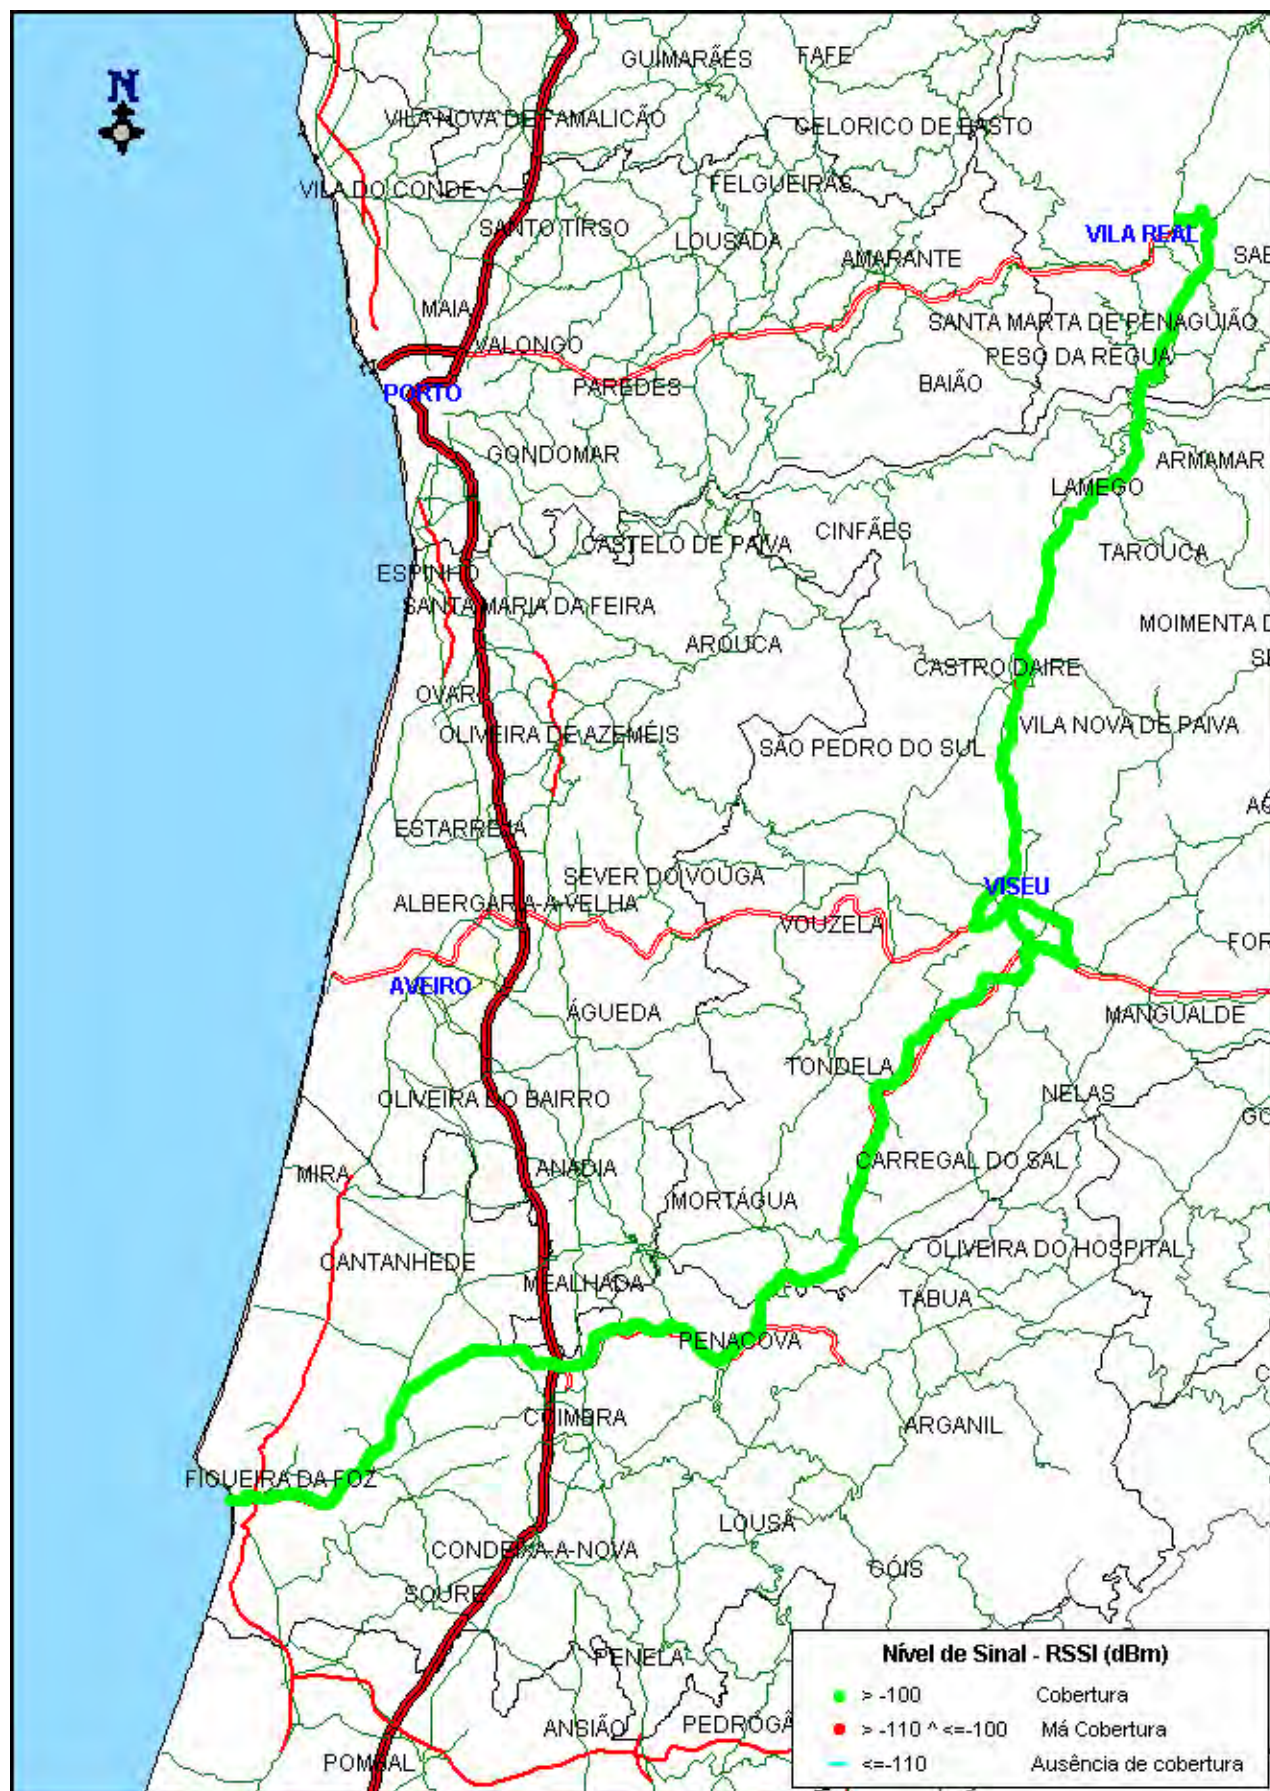 N
GUIMARÃES
FAFE
VILA NOVA DE FAMALICÃO
CELORICO DE BASTO
VILA DO CONDE
FELGUEIRAS
SANTO TIRSO
LOUSADA
VILA REAL
AMARANTE
SAB
MAIA
SANTA MARTA DE PENAGUIÃO
VALONGO
PESO DA RÉGUA
PORTO
PAREDES
BAIÃO
GONDOMAR
ARMAMAR
LAMEGO
CINFÃES
CASTELO DE PAIVA
TAROUCA
ESPINHO
SANTA MARIA DA FEIRA
MOIMENTA D
AROUCA
CASTRO DAIRE
OVAR
VILA NOVA DE PAIVA
OLIVEIRA DE AZEMÉIS
SÃO PEDRO DO SUL
ESTARREJA
SEVER DO VOUGA
VISEU
ALBERGARIA-A-VELHA
VOUZELA
FOR
AVEIRO
ÁGUEDA
MANGUALDE
TONDELA
OLIVEIRA DO BAIRRO
NELAS
ANADIA
CARREGAL DO SAL
MIRA
MORTÁGUA
OLIVEIRA DO HOSPITAL
CANTANHEDE
MEALHADA
TÁBUA
PENACOVA
COIMBRA
ARGANIL
FIGUEIRA DA FOZ
LOUSÃ
CONDEIXA-A-NOVA
GÓIS
SOURE
PENELA
ANSIÃO
PEDROGÃ
POMBAL
Nível de Sinal - RSSI (dBm)
> -100 Cobertura
> -110 ^ <=-100 Má Cobertura
<=-110 Ausência de cobertura